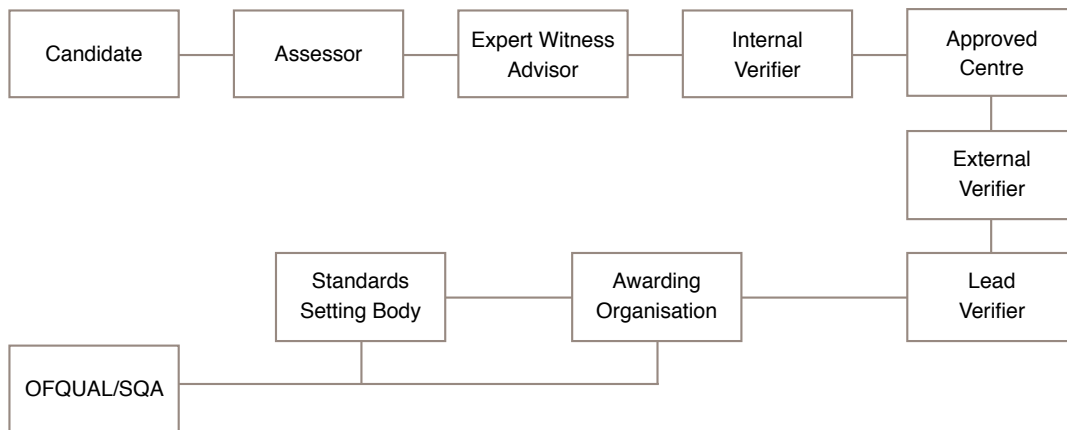 Candidate
Assessor
Expert Witness
Advisor
Internal
Verifier
Approved
Centre
External
Verifier
Lead
Verifier
Awarding
Organisation
Standards
Setting Body
OFQUAL/SQA